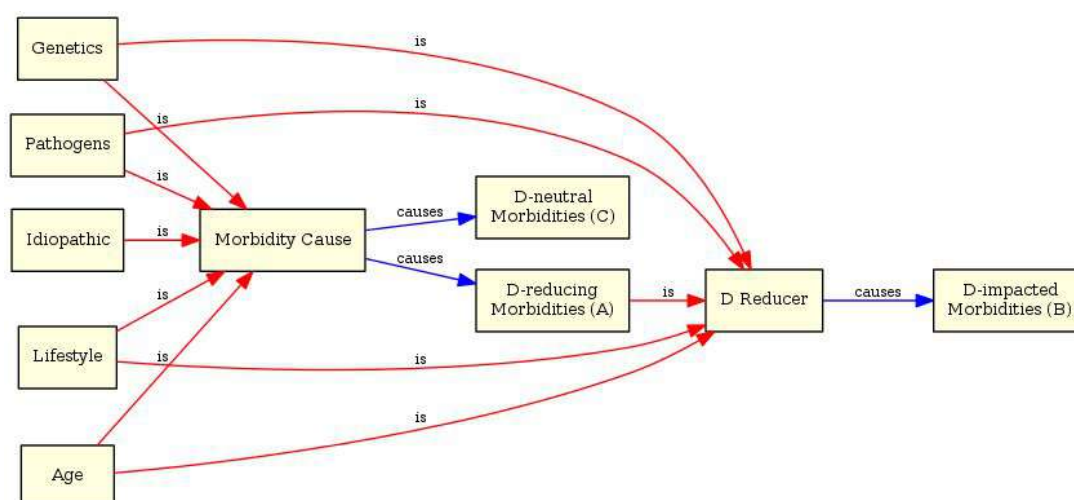 Genetics
is
is
is
Pathogens
is
D-neutral
Morbidities (C)
causes
Idiopathic
is
Morbidity Cause
causes
D-reducing
Morbidities (A)
is
D Reducer
causes
D-impacted
Morbidities (B)
is
Lifestyle
is
is
is
Age